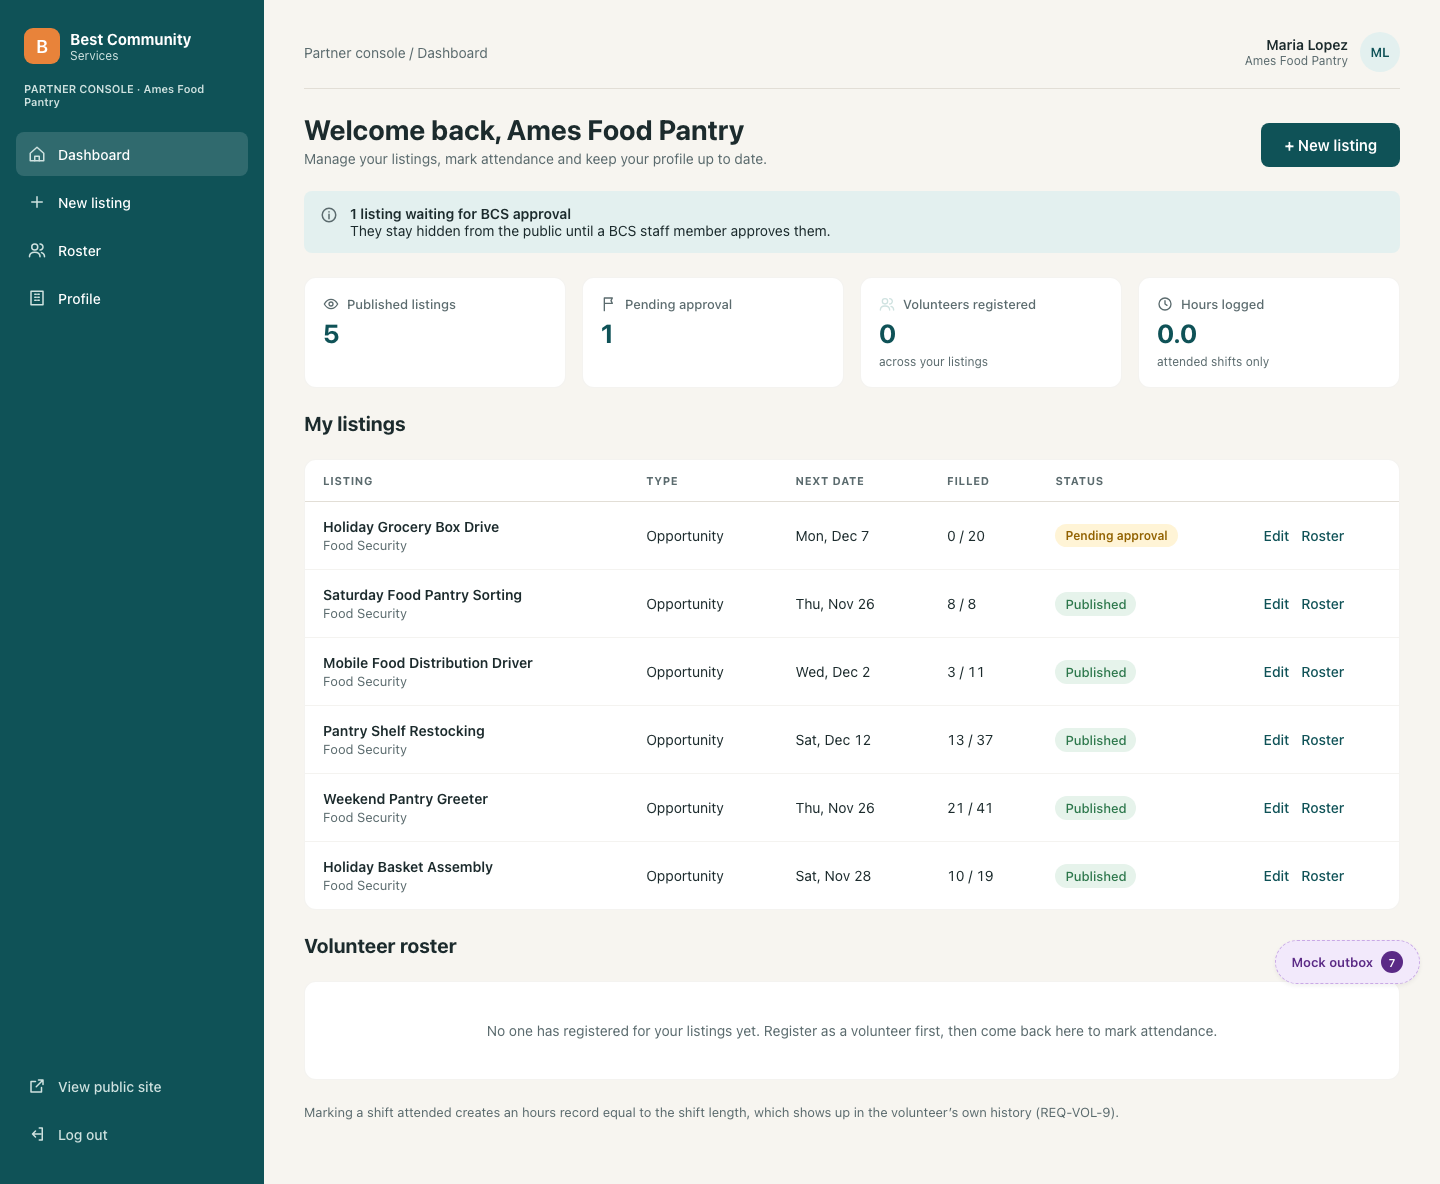 B
Best Community
Services
PARTNER CONSOLE · Ames Food
Pantry
Dashboard
New listing
Roster
Profile
View public site
Log out
Partner console / Dashboard
Maria Lopez
Ames Food Pantry
ML
Welcome back, Ames Food Pantry
Manage your listings, mark attendance and keep your profile up to date.
+ New listing
1 listing waiting for BCS approval
They stay hidden from the public until a BCS staff member approves them.
Published listings
5
Pending approval
1
Volunteers registered
0
across your listings
Hours logged
0.0
attended shifts only
My listings
LISTING TYPE NEXT DATE FILLED STATUS
Holiday Grocery Box Drive
Food Security
Opportunity Mon, Dec 7 0 / 20 Pending approval Edit Roster
Saturday Food Pantry Sorting
Food Security
Opportunity Thu, Nov 26 8 / 8 Published Edit Roster
Mobile Food Distribution Driver
Food Security
Opportunity Wed, Dec 2 3 / 11 Published Edit Roster
Pantry Shelf Restocking
Food Security
Opportunity Sat, Dec 12 13 / 37 Published Edit Roster
Weekend Pantry Greeter
Food Security
Opportunity Thu, Nov 26 21 / 41 Published Edit Roster
Holiday Basket Assembly
Food Security
Opportunity Sat, Nov 28 10 / 19 Published Edit Roster
Volunteer roster
Mock outbox 7
No one has registered for your listings yet. Register as a volunteer first, then come back here to mark attendance.
Marking a shift attended creates an hours record equal to the shift length, which shows up in the volunteer’s own history (REQ-VOL-9).